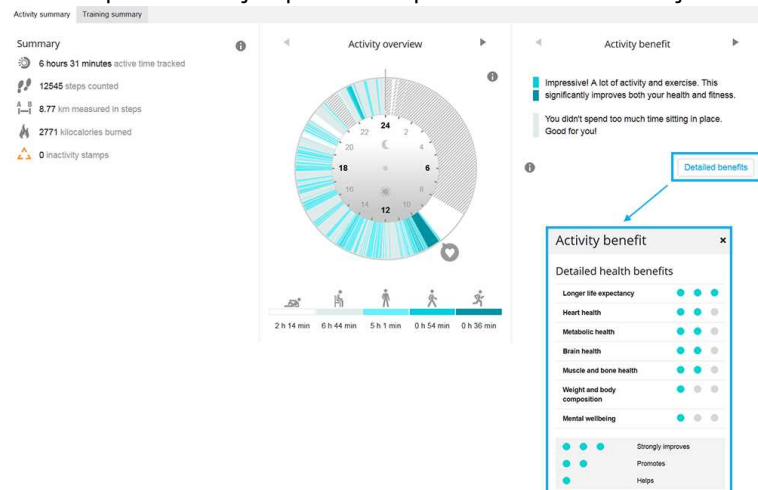 Activity summary
Training summary
Summary
6 hours 31 minutes active time tracked
12545 steps counted
A B
8.77 km measured in steps
2771 kilocalories burned
0 inactivity stamps
Activity overview
24
22 2
20 4
18 6
16 8
14 10
12
2 h 14 min 6 h 44 min 5 h 1 min 0 h 54 min 0 h 36 min
Activity benefit
Impressive! A lot of activity and exercise. This
significantly improves both your health and fitness.
You didn't spend too much time sitting in place.
Good for you!
Detailed benefits
Activity benefit ×
Detailed health benefits
Longer life expectancy
Heart health
Metabolic health
Brain health
Muscle and bone health
Weight and body
composition
Mental wellbeing
Strongly improves
Promotes
Helps